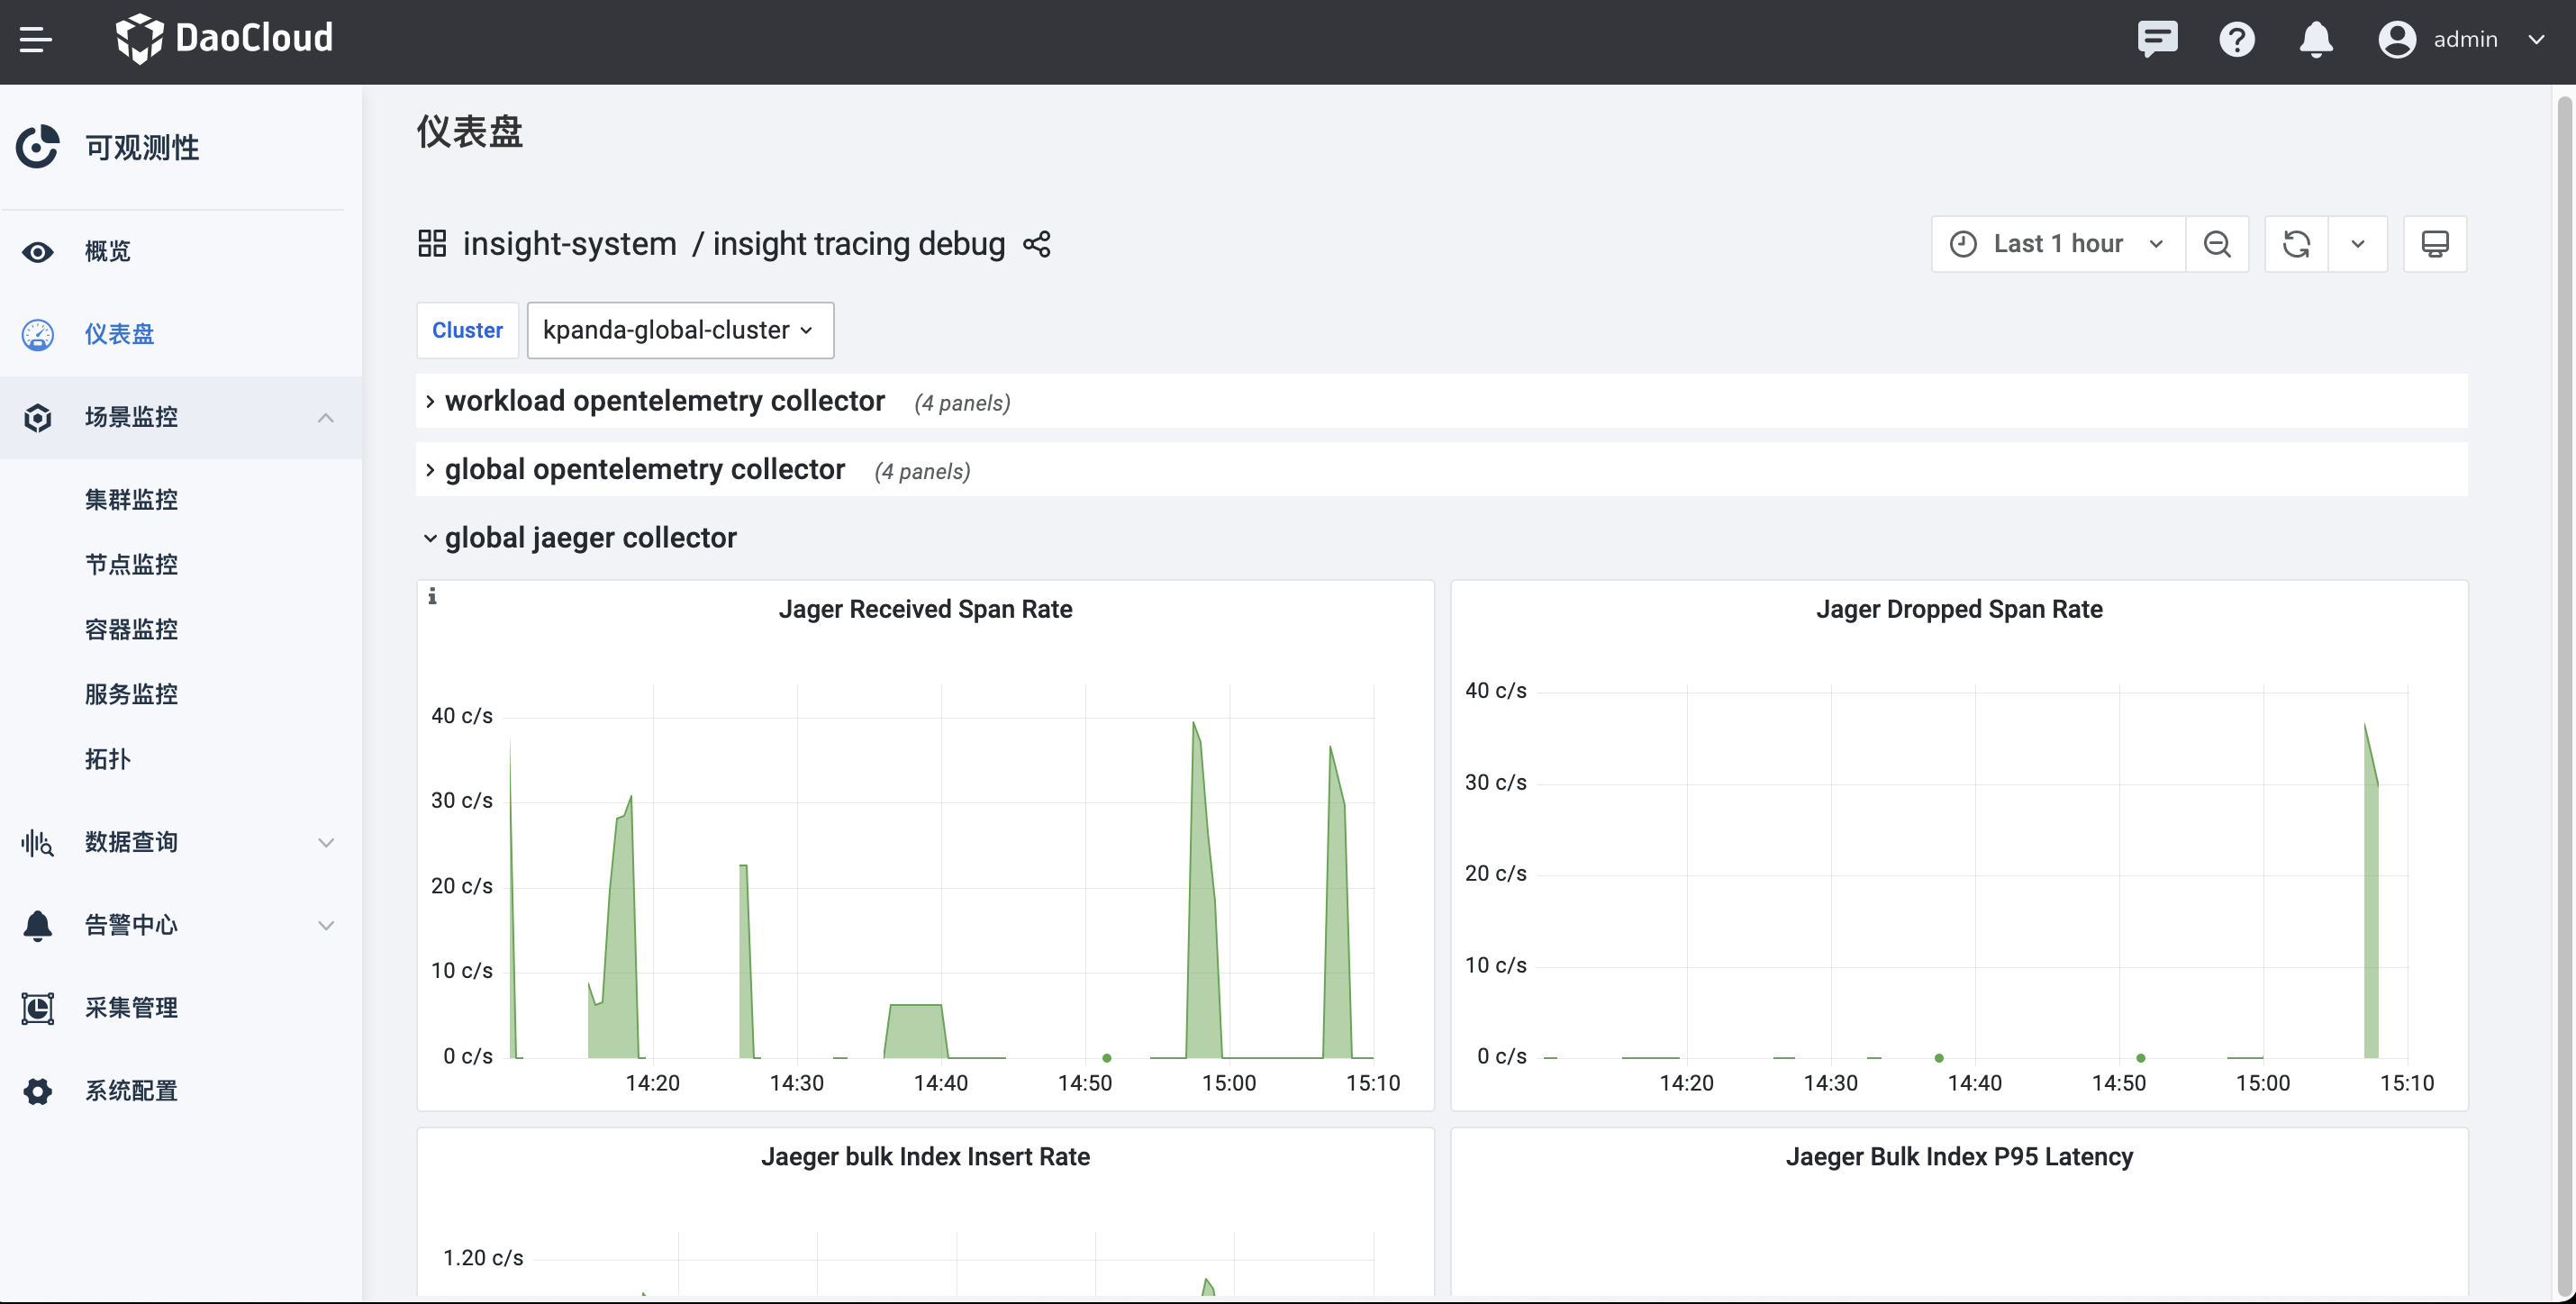 DaoCloud
admin
可观测性
概览
仪表盘
场景监控
集群监控
节点监控
容器监控
服务监控
拓扑
数据查询
告警中心
采集管理
系统配置
仪表盘
insight-system / insight tracing debug
Last 1 hour
Cluster kpanda-global-cluster
workload opentelemetry collector (4 panels)
global opentelemetry collector (4 panels)
global jaeger collector
Jager Received Span Rate
40 c/s
30 c/s
20 c/s
10 c/s
0 c/s
14:20 14:30 14:40 14:50 15:00 15:10
Jager Dropped Span Rate
40 c/s
30 c/s
20 c/s
10 c/s
0 c/s
14:20 14:30 14:40 14:50 15:00 15:10
Jaeger bulk Index Insert Rate
1.20 c/s
Jaeger Bulk Index P95 Latency